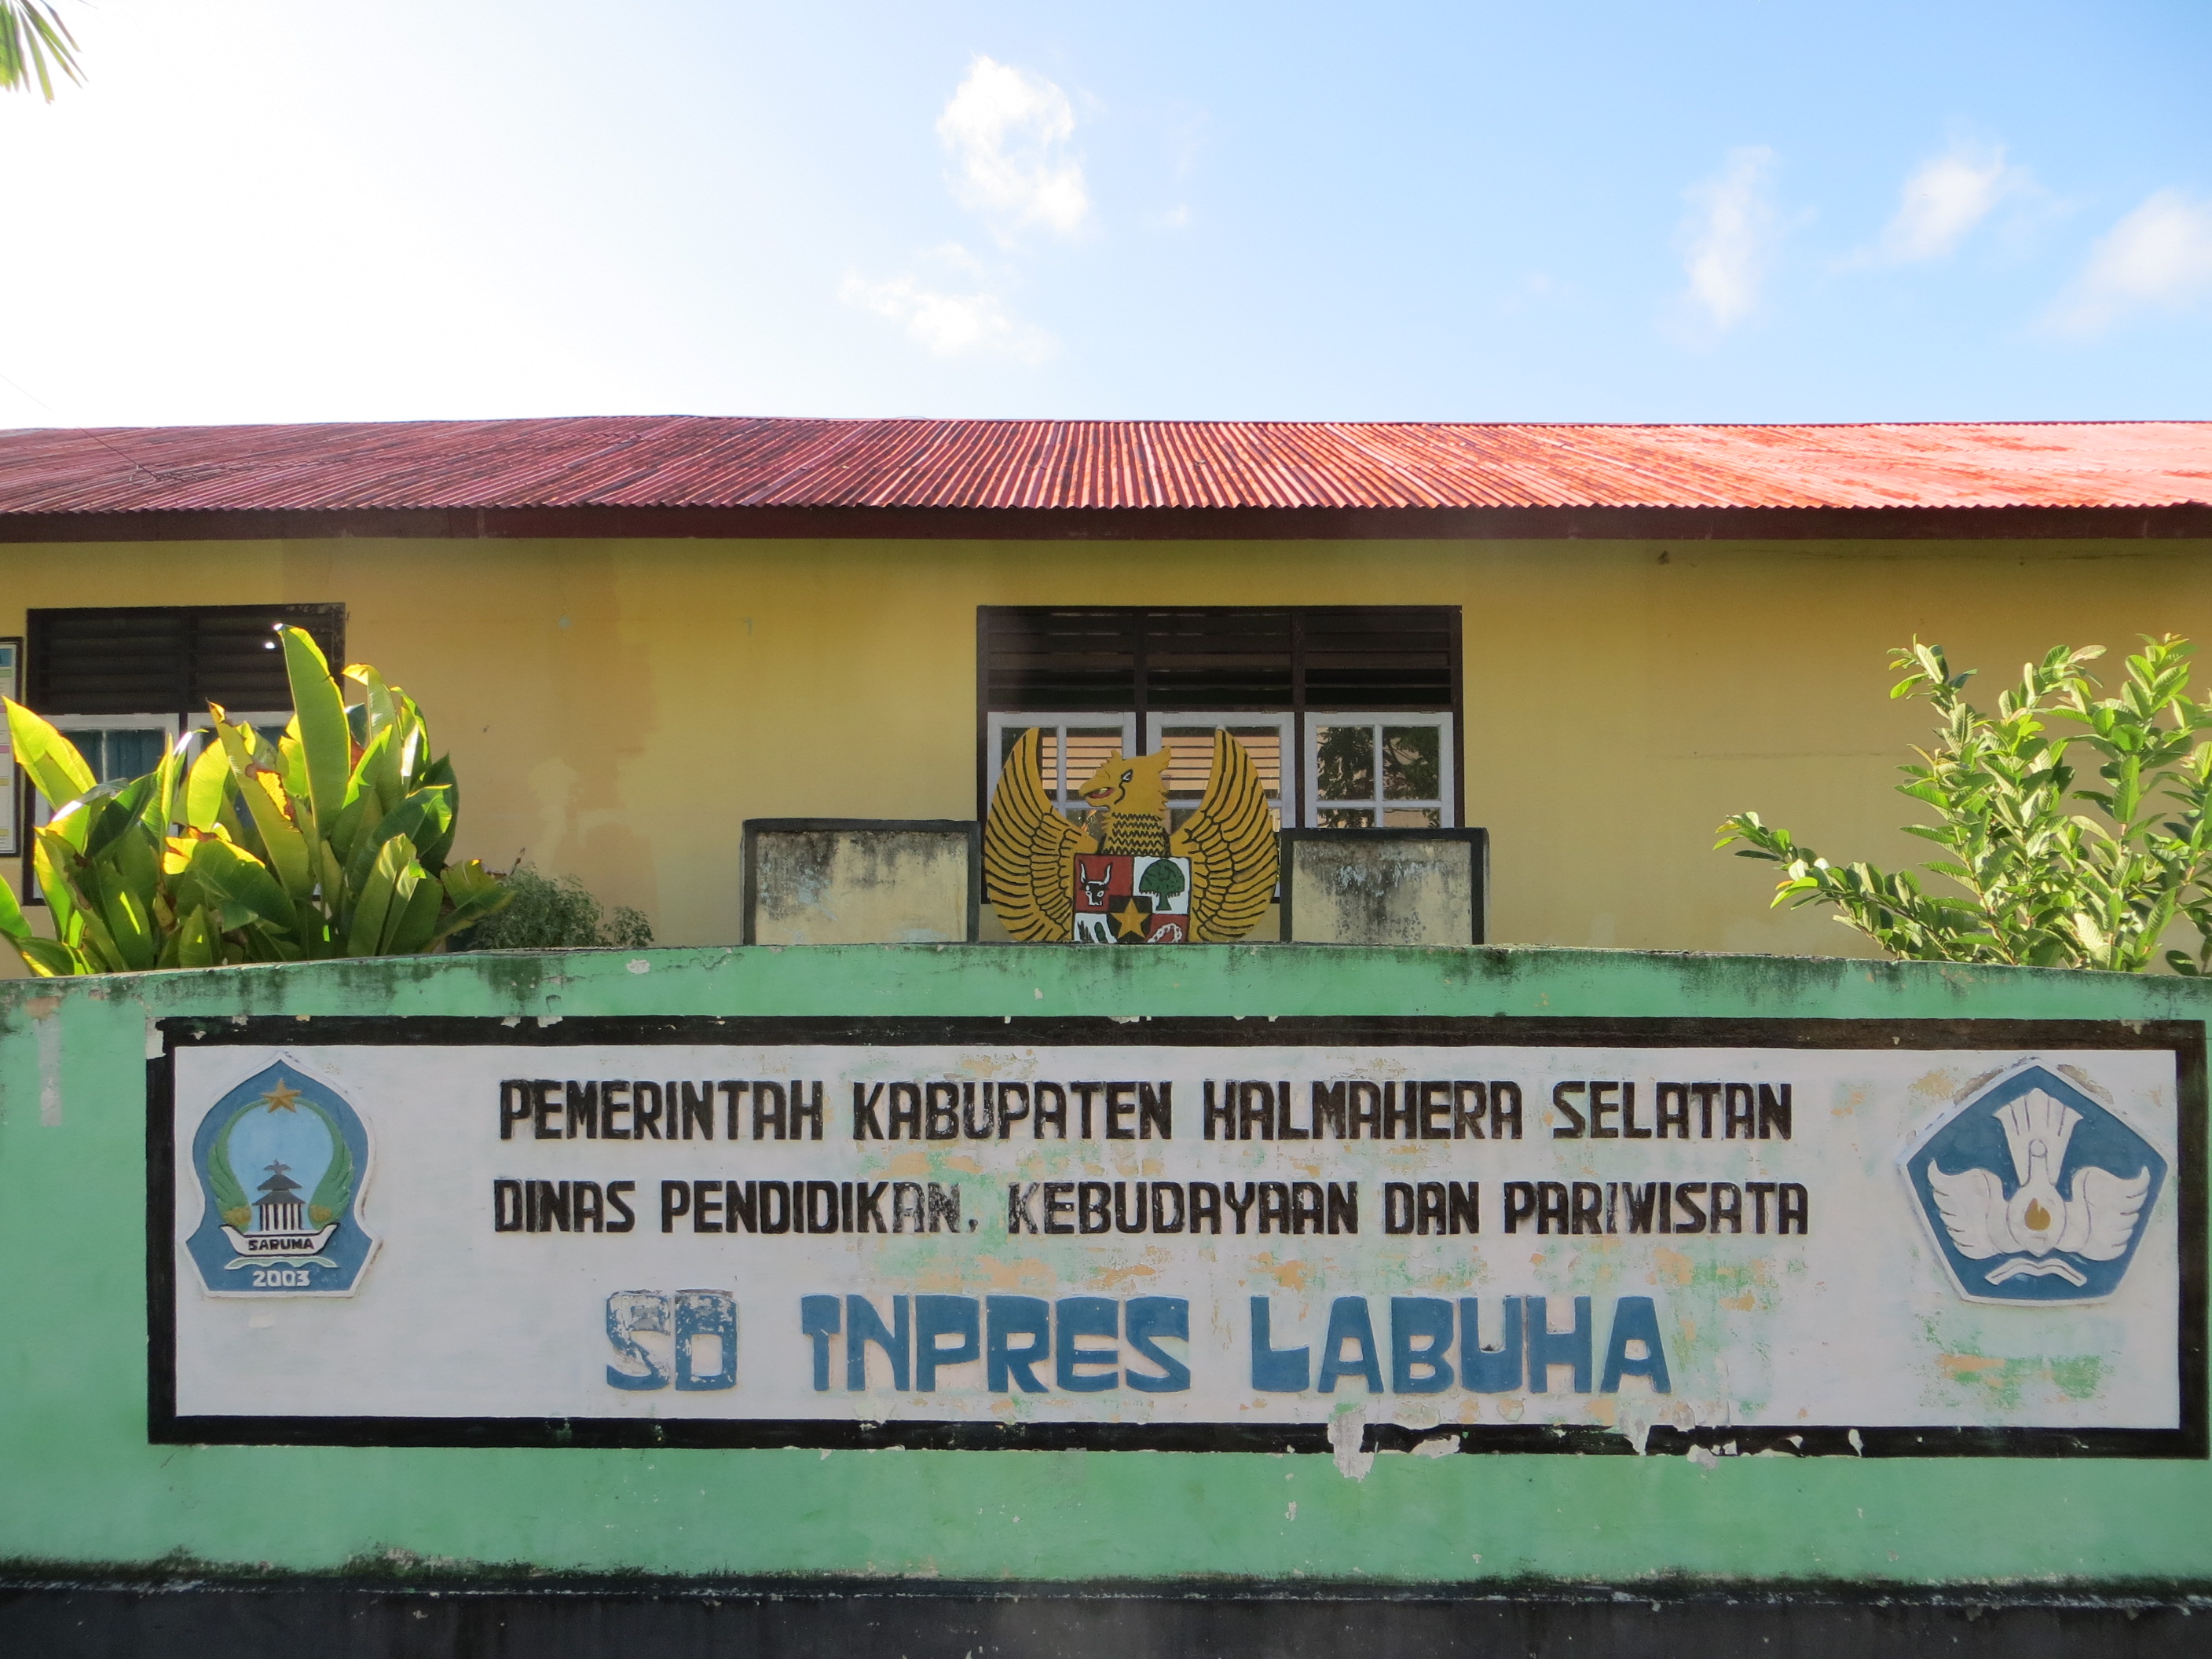 PEMERINTAH KABUPATEN HALMAHERA SELATAN
DINAS PENDIDIKAN, KEBUDAYAAN DAN PARIWISATA
SD INPRES LABUHA
SARUMA
2003